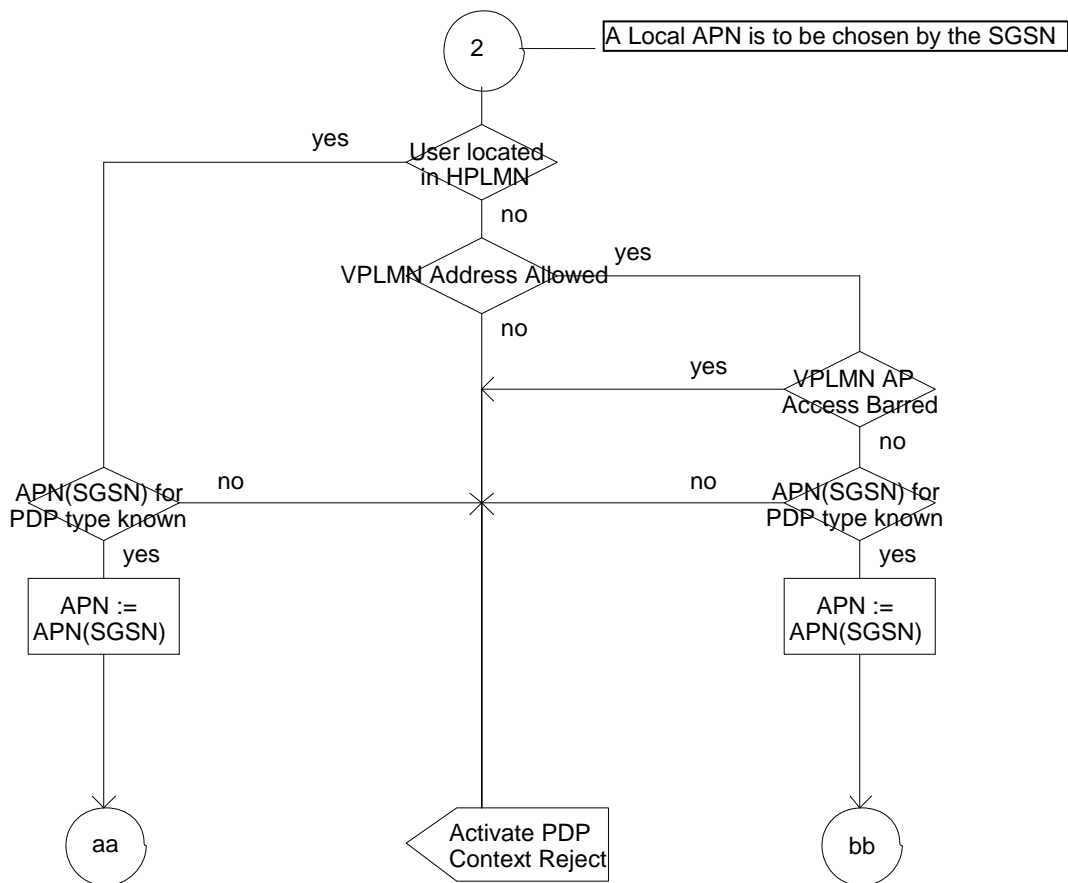 2
A Local APN is to be chosen by the SGSN
yes
User located
in HPLMN
no
VPLMN Address Allowed
yes
no
yes
VPLMN AP
Access Barred
no
APN(SGSN) for
PDP type known
no
no
APN(SGSN) for
PDP type known
yes
yes
APN :=
APN(SGSN)
APN :=
APN(SGSN)
aa
Activate PDP
Context Reject
bb